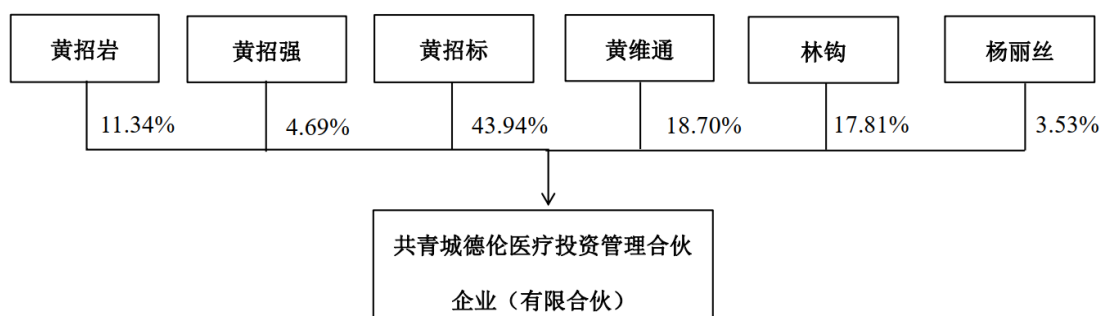 黄招岩
黄招强
黄招标
黄维通
林钩
杨丽丝
11.34%
4.69%
43.94%
18.70%
17.81%
3.53%
共青城德伦医疗投资管理合伙
企业（有限合伙）